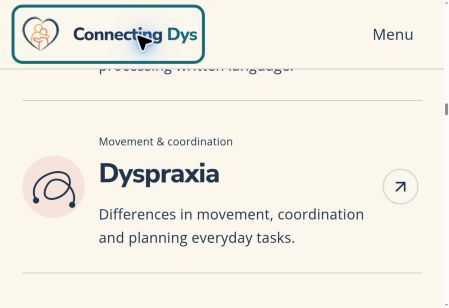 Connecting Dys
Menu
processing written language.
Movement & coordination
Dyspraxia
Differences in movement, coordination
and planning everyday tasks.